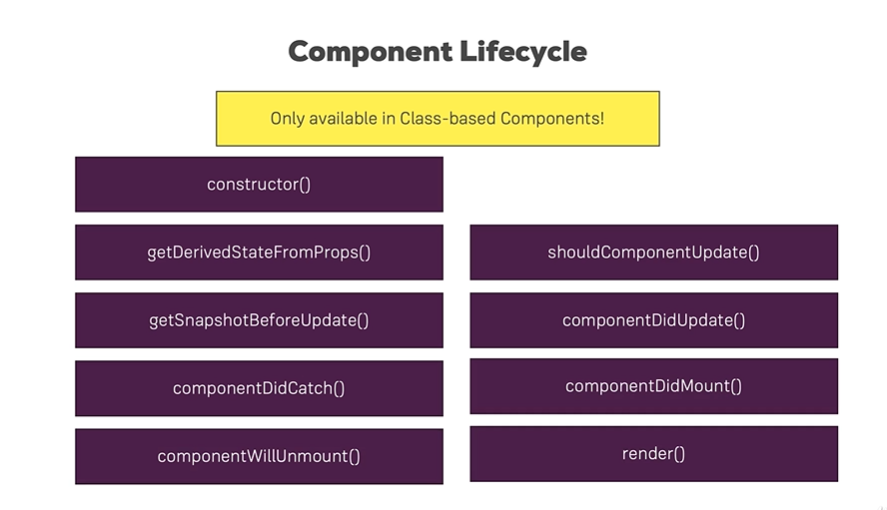 Component Lifecycle
Only available in Class-based Components!
constructor()
getDerivedStateFromProps()
shouldComponentUpdate()
getSnapshotBeforeUpdate()
componentDidUpdate()
componentDidCatch()
componentDidMount()
componentWillUnmount()
render()